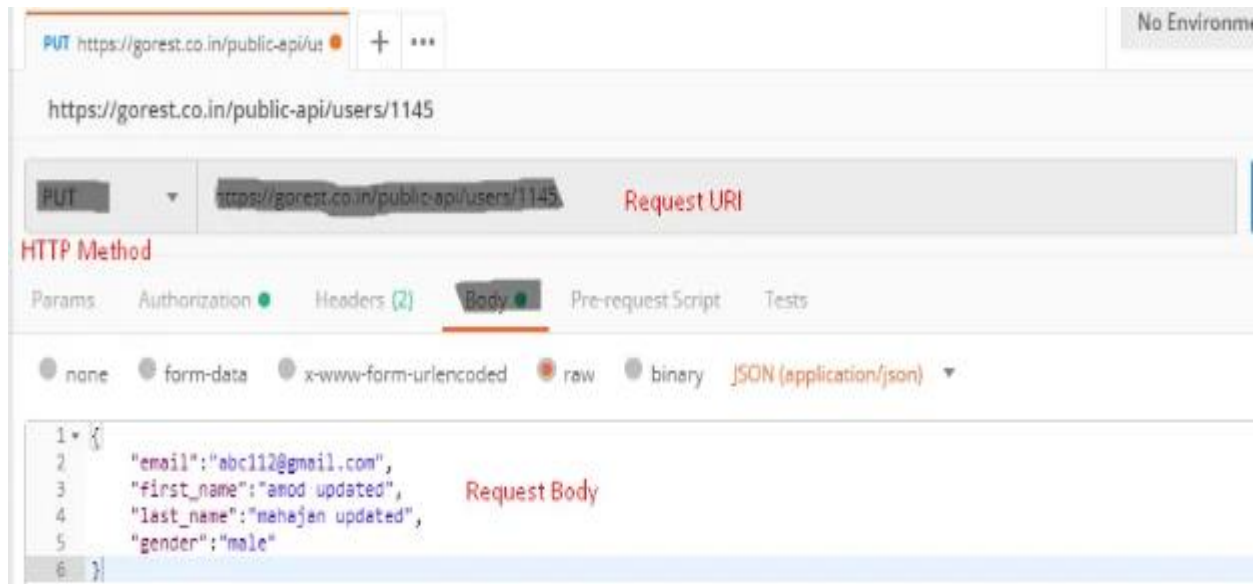 PUT https://gorest.co.in/public-api/us + •••
No Environme
https://gorest.co.in/public-api/users/1145
PUT https://gorest.co.in/public-api/users/1145 Request URI
HTTP Method
Params Authorization Headers (2) Body Pre-request Script Tests
none form-data x-www-form-urlencoded raw binary JSON (application/json)
1 {
2 "email":"abc112@gmail.com",
3 "first_name":"amod updated", Request Body
4 "last_name":"mahajan updated",
5 "gender":"male"
6 }